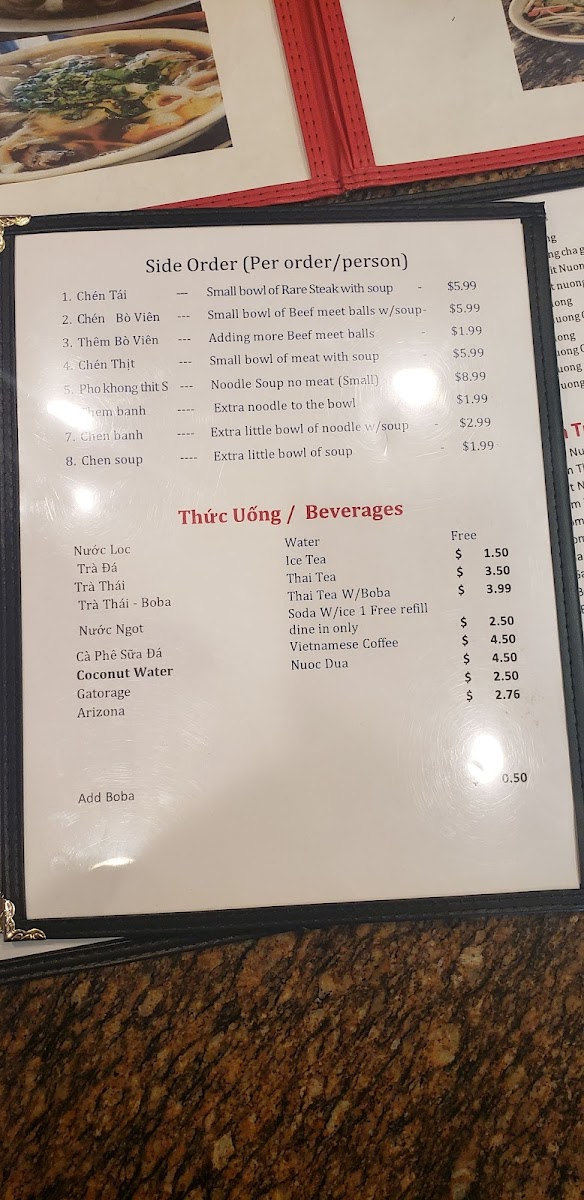 Side Order (Per order/person)
1. Chén Tái --- Small bowl of Rare Steak with soup - $5.99
2. Chén Bò Viên --- Small bowl of Beef meet balls w/soup- $5.99
3. Thêm Bò Viên --- Adding more Beef meet balls - $1.99
4. Chén Thịt --- Small bowl of meat with soup - $5.99
5. Pho khong thit S --- Noodle Soup no meat (Small) - $8.99
hem banh ---- Extra noodle to the bowl $1.99
7. Chen banh ---- Extra little bowl of noodle w/soup - $2.99
8. Chen soup ---- Extra little bowl of soup - $1.99
Thức Uống / Beverages
Nước Loc Water Free
Trà Đá Ice Tea $ 1.50
Trà Thái Thai Tea $ 3.50
Trà Thái - Boba Thai Tea W/Boba $ 3.99
Nước Ngot Soda W/ice 1 Free refill
dine in only $ 2.50
Cà Phê Sữa Đá Vietnamese Coffee $ 4.50
Coconut Water Nuoc Dua $ 4.50
Gatorage $ 2.50
Arizona $ 2.76
Add Boba 0.50